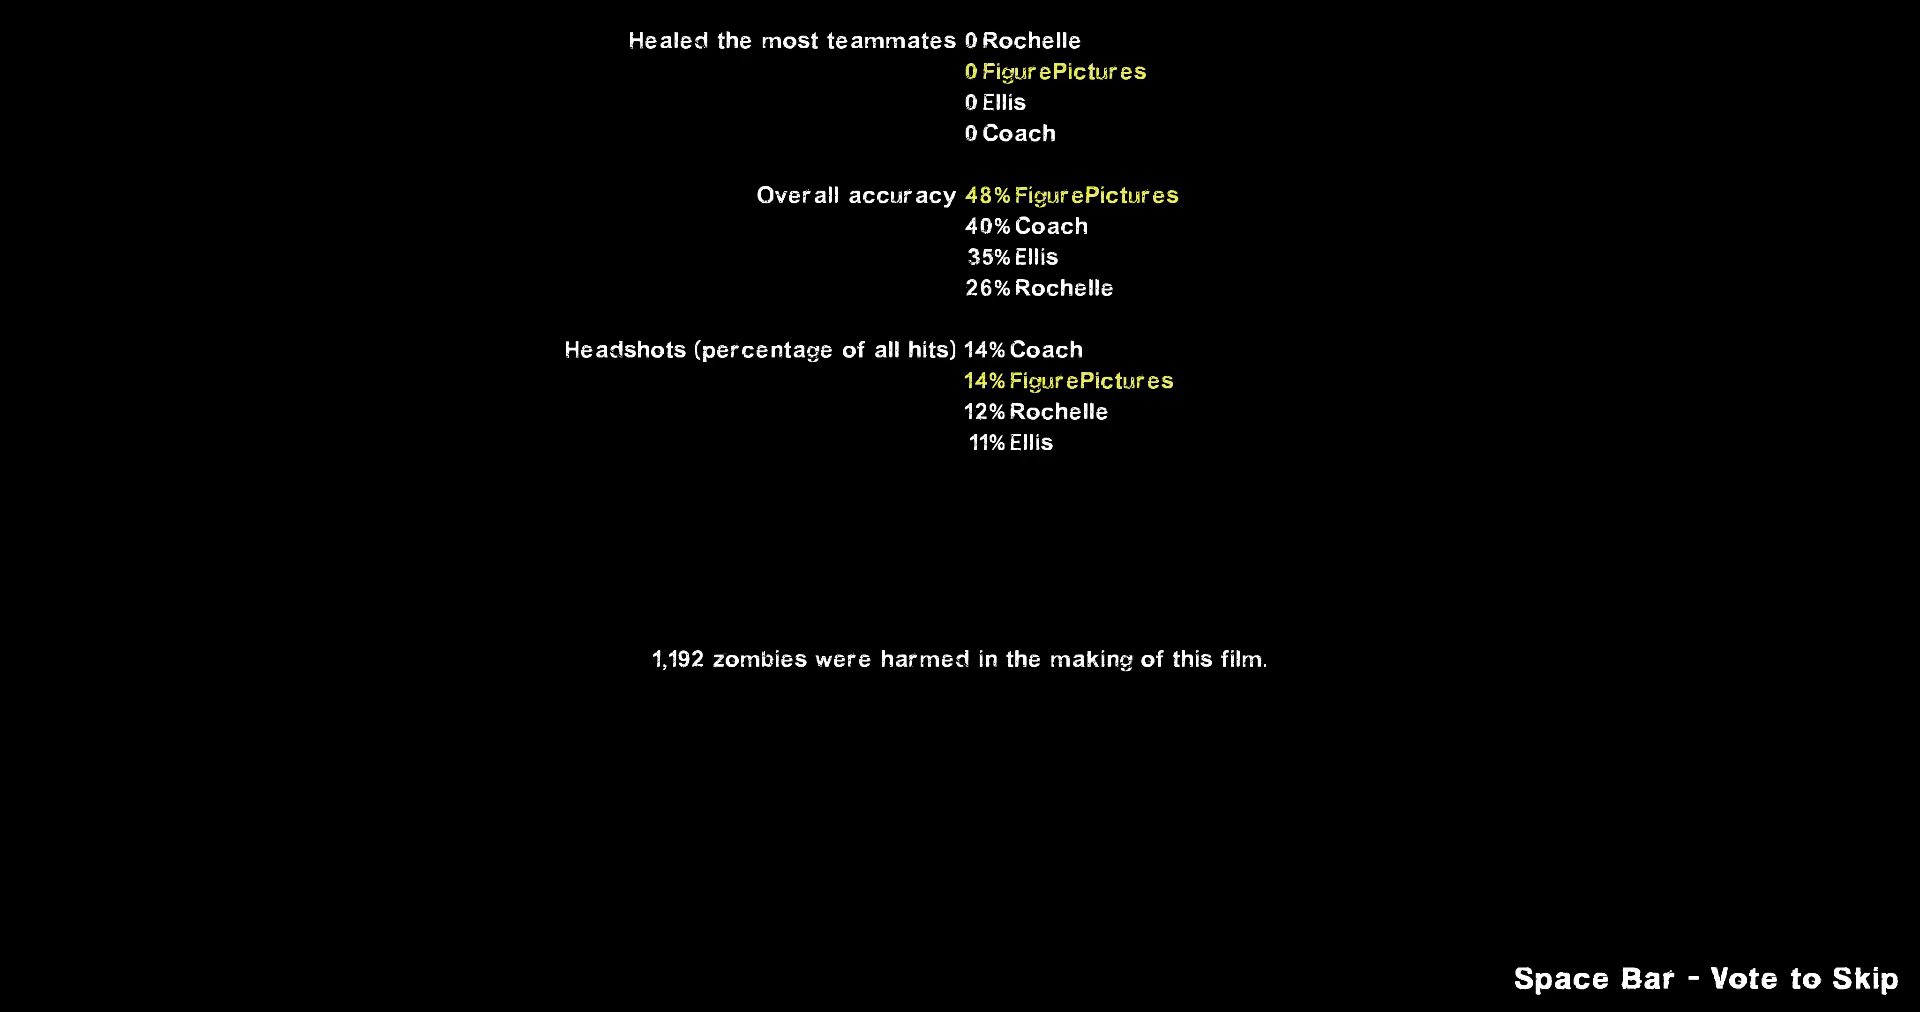 Healed the most teammates 0 Rochelle
0 FigurePictures
0 Ellis
0 Coach
Overall accuracy 48% FigurePictures
40% Coach
35% Ellis
26% Rochelle
Headshots (percentage of all hits) 14% Coach
14% FigurePictures
12% Rochelle
11% Ellis
1,192 zombies were harmed in the making of this film.
Space Bar - Vote to Skip